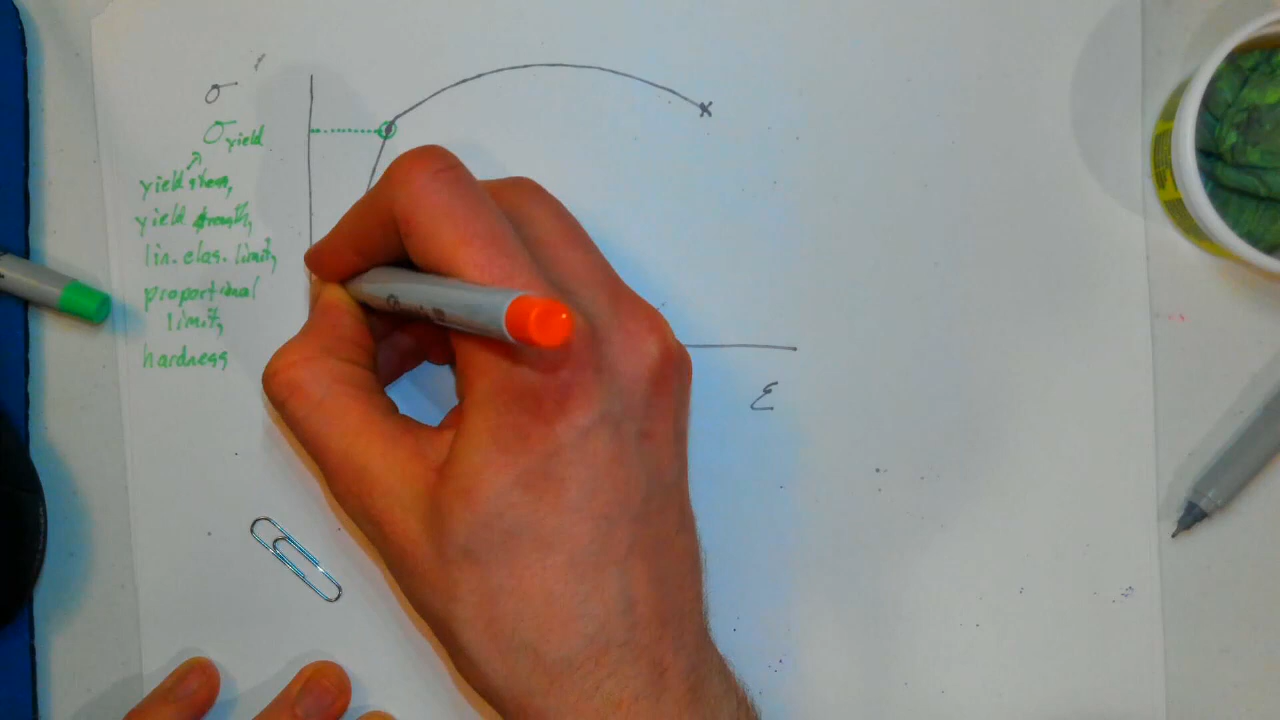 σ
σyield
yield stress,
yield strength,
lin. elas. limit,
proportional
limit,
hardness
ε